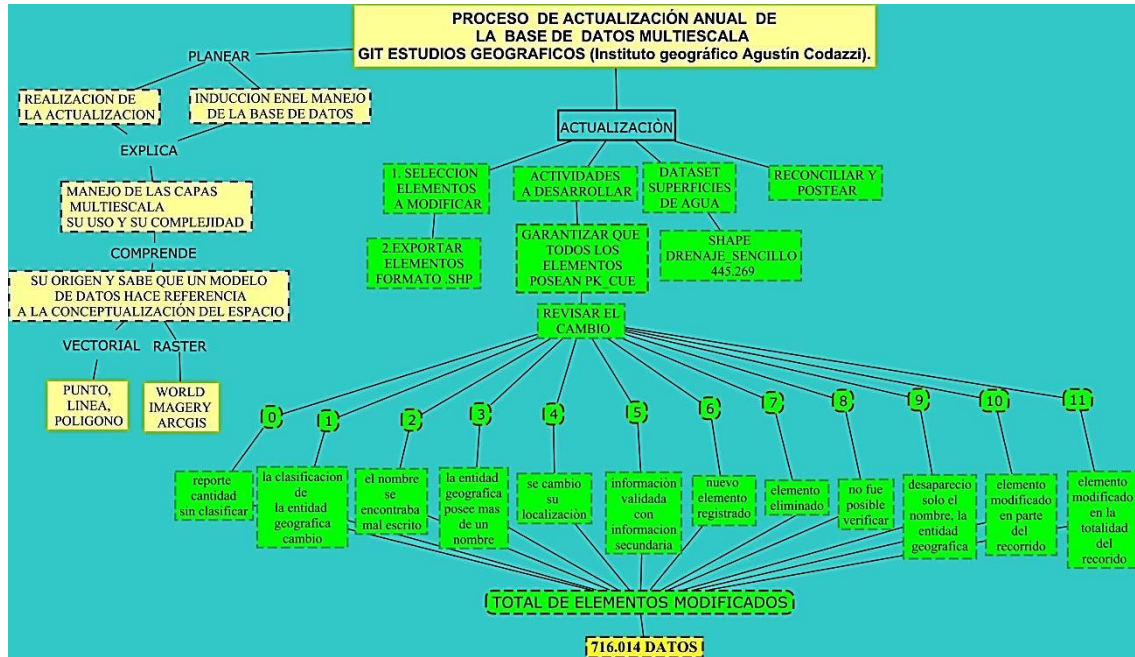 PROCESO DE ACTUALIZACIÓN ANUAL DE
LA BASE DE DATOS MULTIESCALA
GIT ESTUDIOS GEOGRAFICOS (Instituto geográfico Agustín Codazzi).
PLANEAR
REALIZACION DE
LA ACTUALIZACION
INDUCCION ENEL MANEJO
DE LA BASE DE DATOS
EXPLICA
MANEJO DE LAS CAPAS
MULTIESCALA
SU USO Y SU COMPLEJIDAD
COMPRENDE
SU ORIGEN Y SABE QUE UN MODELO
DE DATOS HACE REFERENCIA
A LA CONCEPTUALIZACIÓN DEL ESPACIO
VECTORIAL
RASTER
PUNTO,
LINEA,
POLIGONO
WORLD
IMAGERY
ARCGIS
ACTUALIZACIÒN
1. SELECCION
ELEMENTOS
A MODIFICAR
2.EXPORTAR
ELEMENTOS
FORMATO .SHP
ACTIVIDADES
A DESARROLLAR
GARANTIZAR QUE
TODOS LOS
ELEMENTOS
POSEAN PK_CUE
REVISAR EL
CAMBIO
DATASET
SUPERFICIES
DE AGUA
SHAPE
DRENAJE_SENCILLO
445.269
RECONCILIAR Y
POSTEAR
0
reporte
cantidad
sin clasificar
1
la clasificacion
de
la entidad
geografica
cambio
2
el nombre
se
encontraba
mal escrito
3
la entidad
geografica
posee mas
de un
nombre
4
se cambio
su
localizaciòn
5
informaciòn
validada
con
informacion
secundaria
6
nuevo
elemento
registrado
7
elemento
eliminado
8
no fue
posible
verificar
9
desaparecio
solo el
nombre, la
entidad
geografica
10
elemento
modificado
en parte
del
recorrido
11
elemento
modificado
en la
totalidad
del
recorido
TOTAL DE ELEMENTOS MODIFICADOS
716.014 DATOS